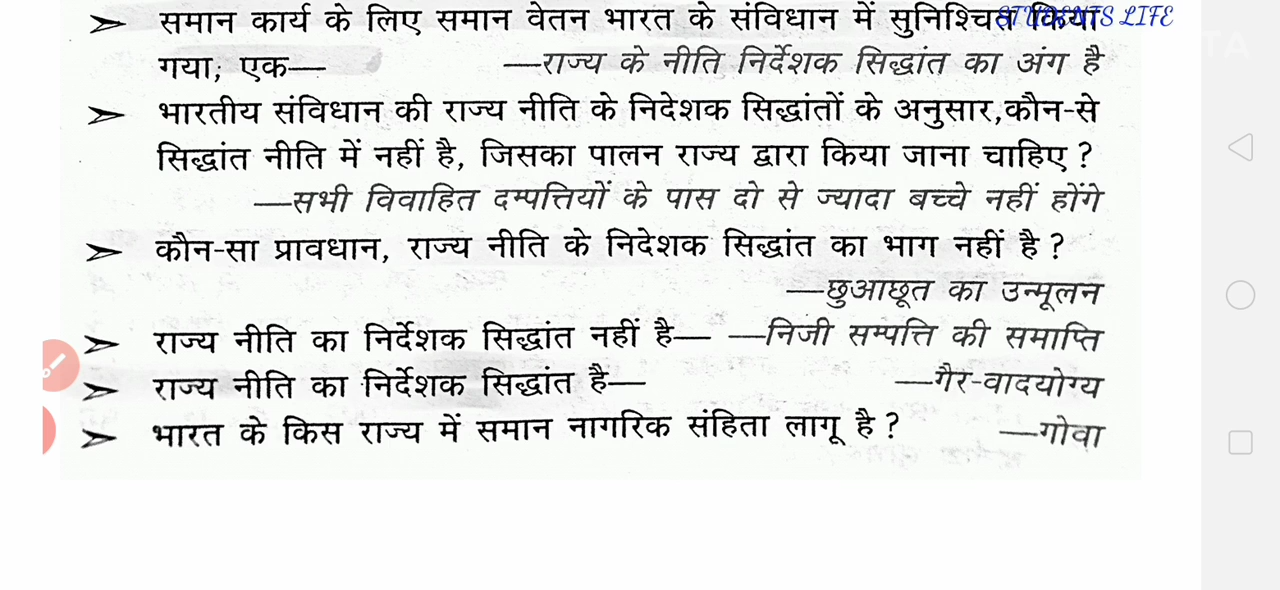 समान कार्य के लिए समान वेतन भारत के संविधान में सुनिश्चित किया STUDENTS LIFE
गया; एक— —राज्य के नीति निर्देशक सिद्धांत का अंग है
भारतीय संविधान की राज्य नीति के निदेशक सिद्धांतों के अनुसार,कौन-से
सिद्धांत नीति में नहीं है, जिसका पालन राज्य द्वारा किया जाना चाहिए ?
—सभी विवाहित दम्पत्तियों के पास दो से ज्यादा बच्चे नहीं होंगे
कौन-सा प्रावधान, राज्य नीति के निदेशक सिद्धांत का भाग नहीं है ?
—छुआछूत का उन्मूलन
राज्य नीति का निर्देशक सिद्धांत नहीं है— —निजी सम्पत्ति की समाप्ति
राज्य नीति का निर्देशक सिद्धांत है— —गैर-वादयोग्य
भारत के किस राज्य में समान नागरिक संहिता लागू है ? —गोवा